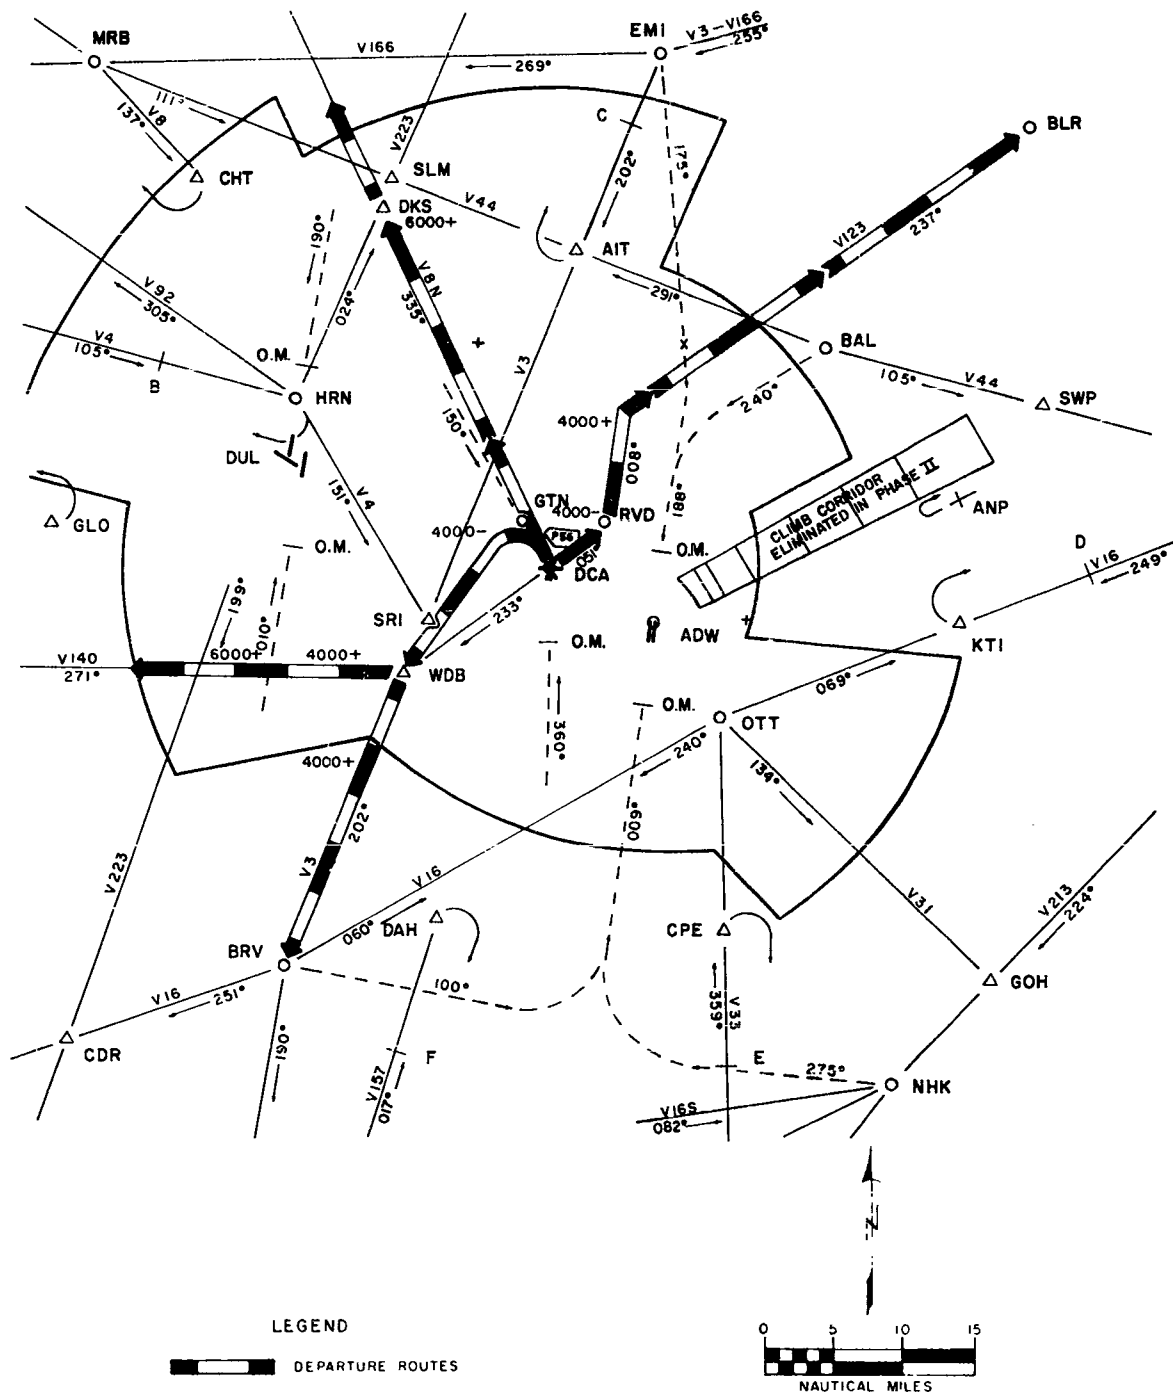 MRB
EMI
V3-V166
255°
V166
269°
BLR
111°
V8
137°
V223
C
202°
175°
CHT
SLM
V44
DKS
6000+
190°
V123
237°
AIT
V8N
335°
V92
305°
024°
291°
V4
105°
B
O.M.
HRN
V3
BAL
105°
V44
SWP
240°
150°
4000+
008°
DUL
151°
V4
188°
CLIMB CORRIDOR
ELIMINATED IN PHASE II
GTN
4000-
4000-
RVD
P56
051°
GLO
O.M.
O.M.
ANP
D
V16
249°
DCA
199°
010°
SRI
233°
O.M.
ADW
KTI
V140
271°
6000+
4000+
WDB
069°
O.M.
OTT
360°
240°
134°
4000+
202°
V3
009°
V223
V16
V31
V213
224°
060°
DAH
CPE
BRV
V16
251°
100°
V33
359°
GOH
CDR
190°
F
E
275°
NHK
V157
017°
V16S
082°
N
LEGEND
DEPARTURE ROUTES
0 5 10 15
NAUTICAL MILES